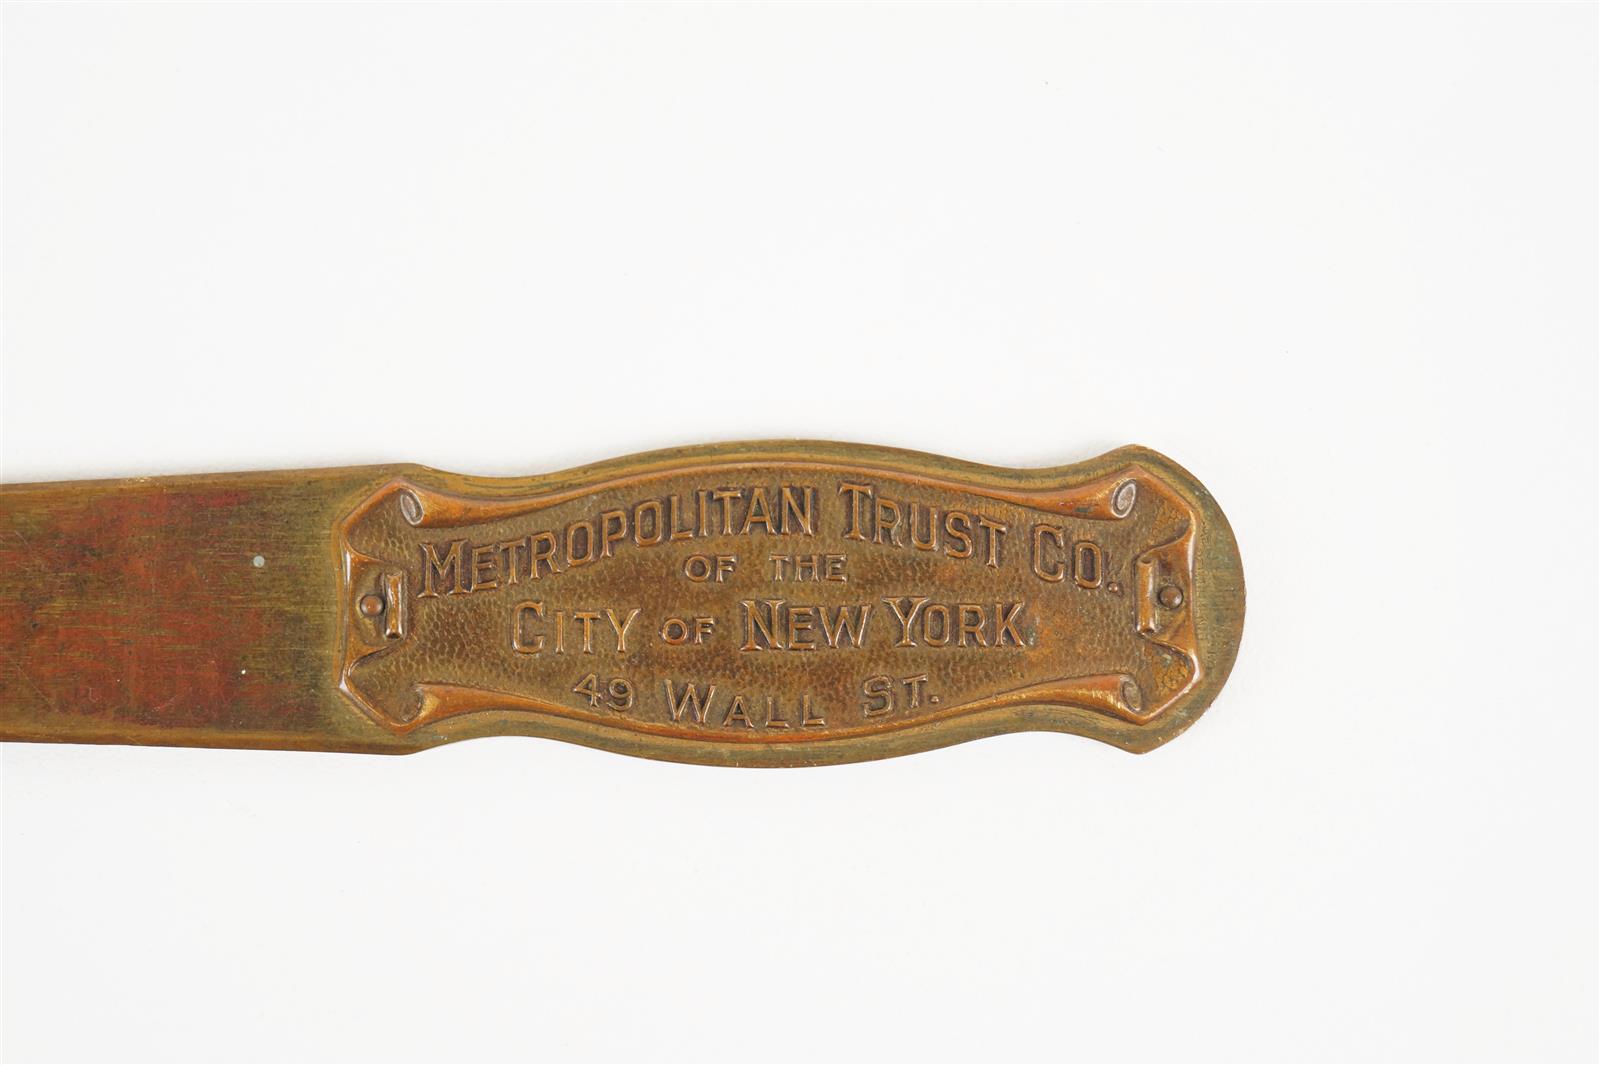 METROPOLITAN TRUST CO.
OF THE
CITY OF NEW YORK
49 WALL ST.